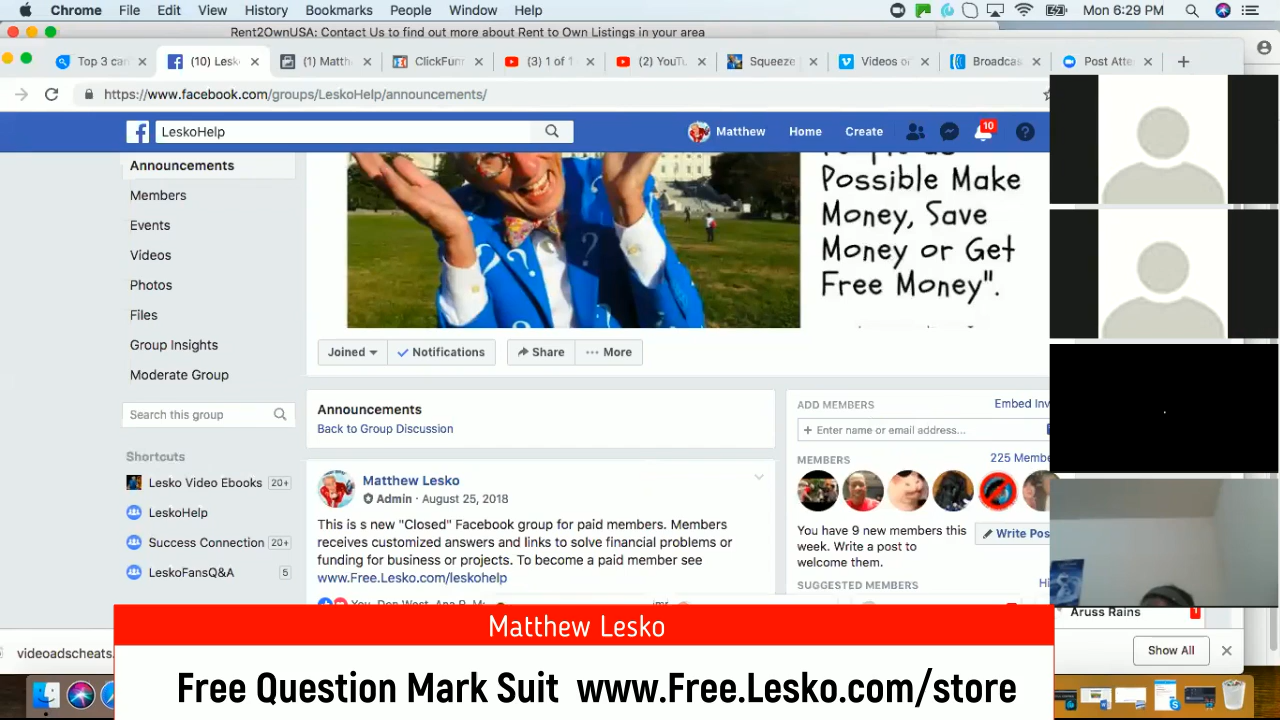 Chrome File Edit View History Bookmarks People Window Help Mon 6:29 PM
Rent2OwnUSA: Contact Us to find out more about Rent to Own Listings in your area
Top 3 can (10) Lesk (1) Matth ClickFunn (3) 1 of 1 (2) YouTu Squeeze Videos o Broadcas Post Atte
https://www.facebook.com/groups/LeskoHelp/announcements/
LeskoHelp Matthew Home Create 10
Announcements
Members
Events
Videos
Photos
Files
Group Insights
Moderate Group
Search this group
Shortcuts
Lesko Video Ebooks 20+
LeskoHelp
Success Connection 20+
LeskoFansQ&A 5
Possible Make
Money, Save
Money or Get
Free Money".
Joined Notifications Share More
Announcements
Back to Group Discussion
Matthew Lesko
Admin · August 25, 2018
This is s new "Closed" Facebook group for paid members. Members
receives customized answers and links to solve financial problems or
funding for business or projects. To become a paid member see
www.Free.Lesko.com/leskohelp
ADD MEMBERS Embed Inv
+ Enter name or email address...
MEMBERS 225 Membe
You have 9 new members this
week. Write a post to
welcome them.
Write Pos
SUGGESTED MEMBERS Hi
Aruss Rains 1
videoadscheats.
Show All
Matthew Lesko
Free Question Mark Suit www.Free.Lesko.com/store